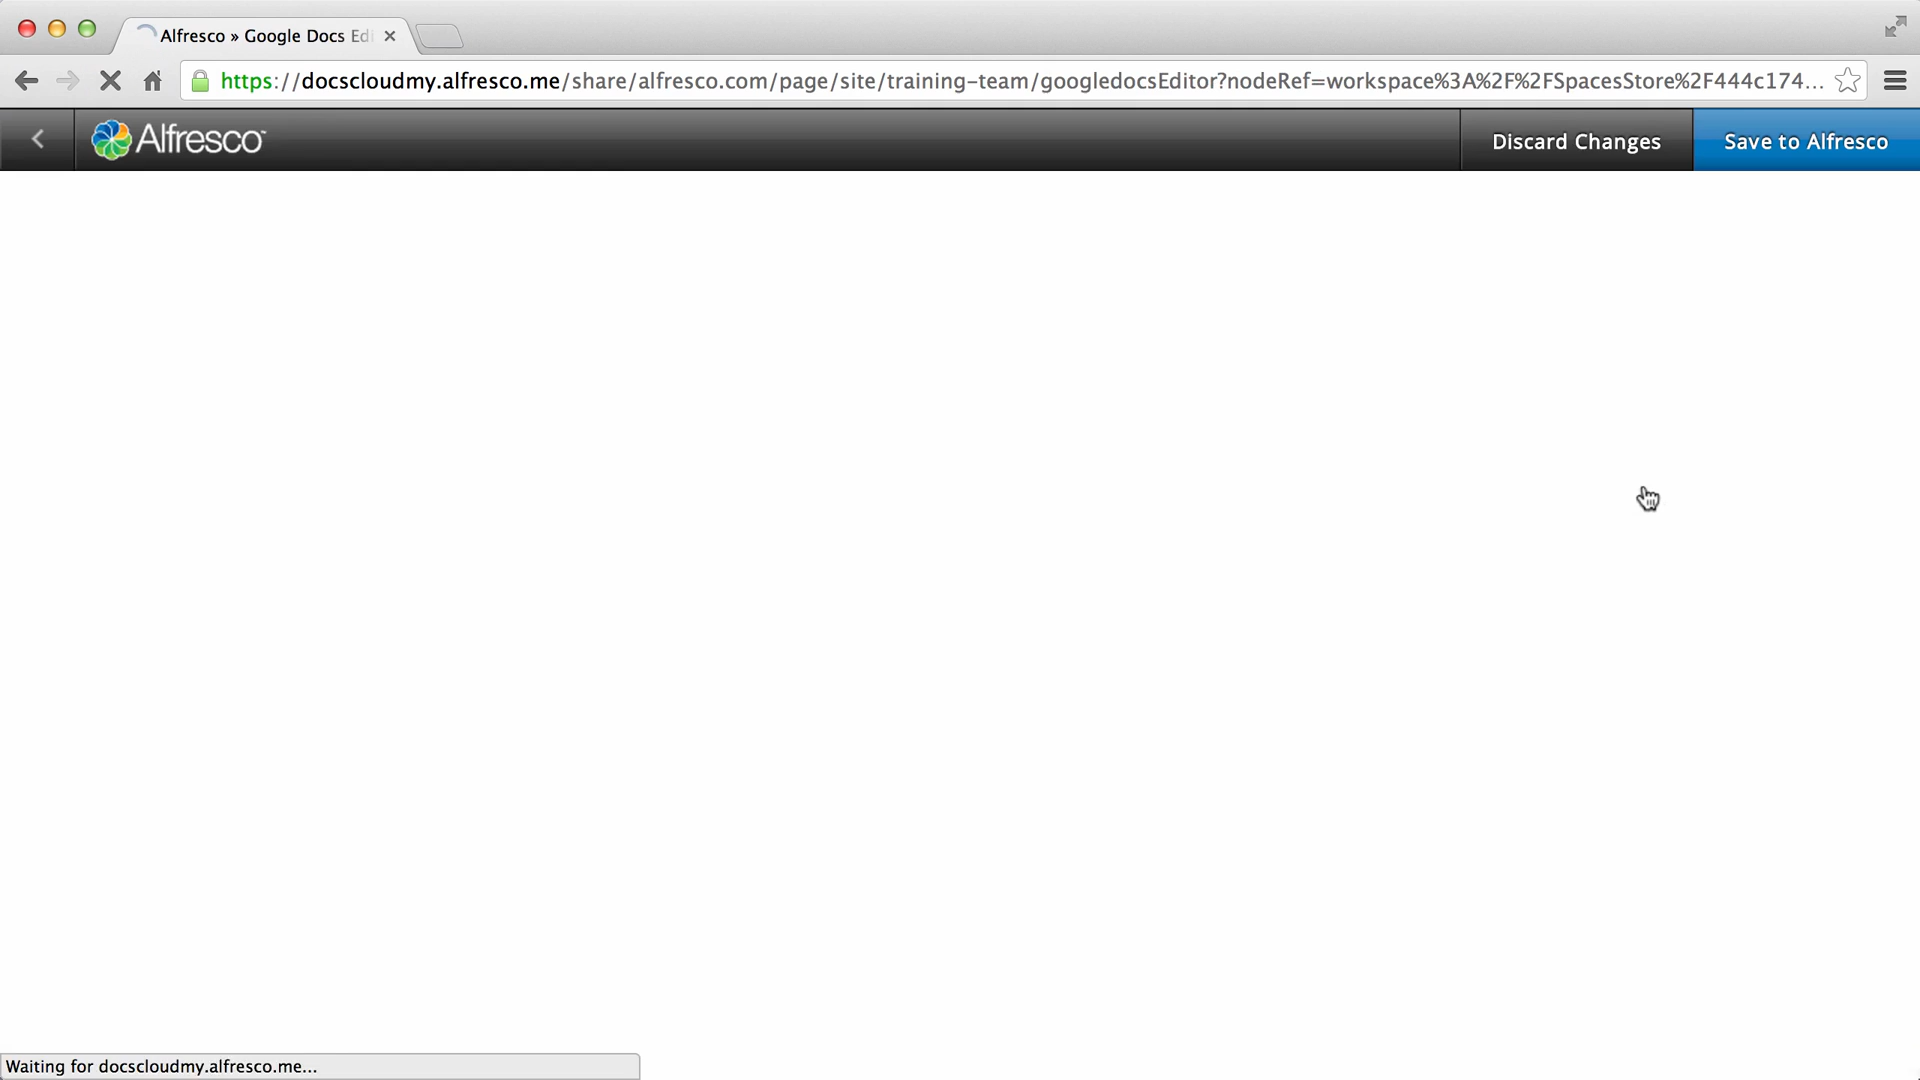 Alfresco » Google Docs Edi
https://docscloudmy.alfresco.me/share/alfresco.com/page/site/training-team/googledocsEditor?nodeRef=workspace%3A%2F%2FSpacesStore%2F444c174...
Alfresco
Discard Changes
Save to Alfresco
Waiting for docscloudmy.alfresco.me...